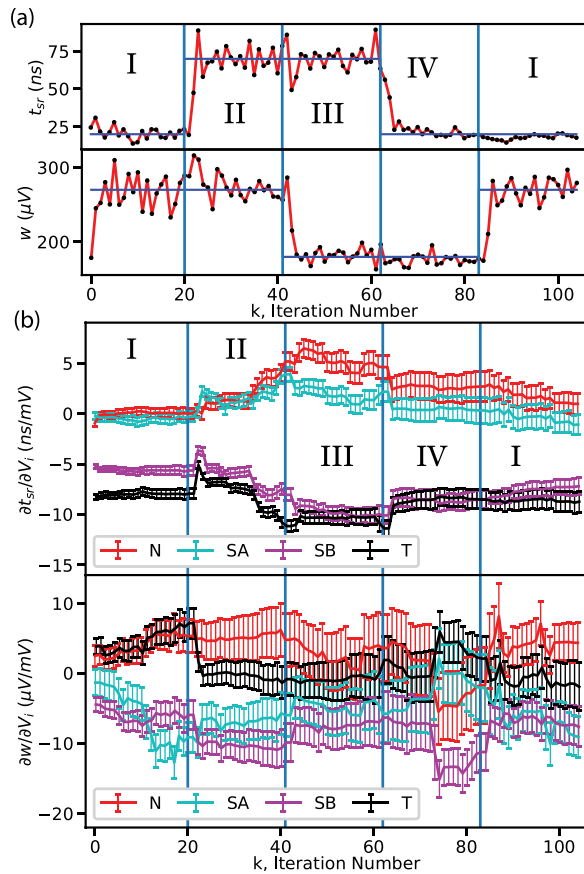 (a)
75
50
25
t_sr (ns)
I
II
III
IV
I
300
200
w (μV)
0 20 40 60 80 100
k, Iteration Number
(b)
5
0
−5
−10
−15
∂t_sr/∂V_i (ns/mV)
I
II
III
IV
I
N SA SB T
10
0
−10
−20
∂w/∂V_i (μV/mV)
N SA SB T
0 20 40 60 80 100
k, Iteration Number